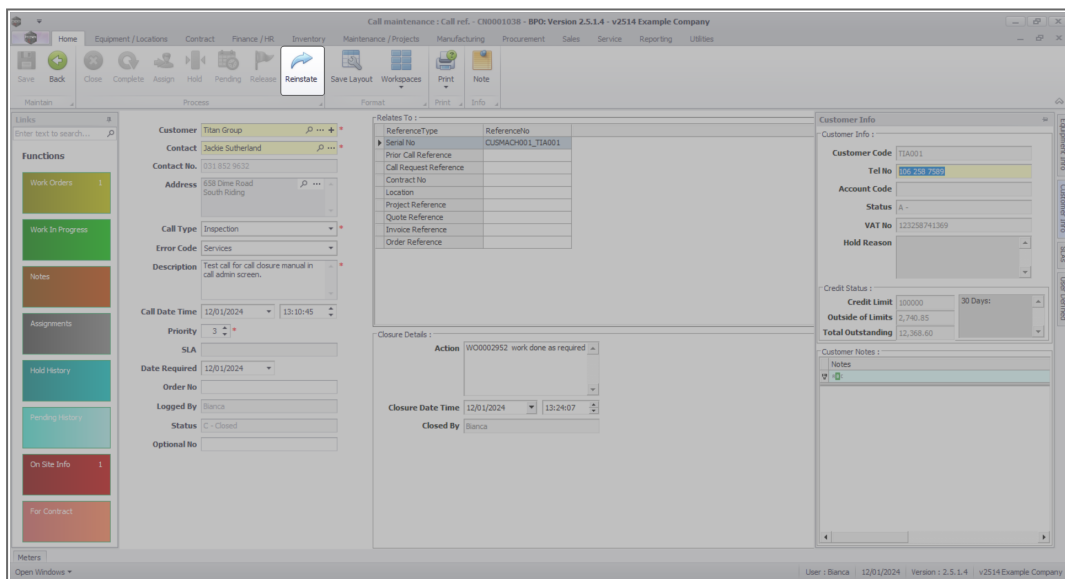 Call maintenance : Call ref. - CN0001038 - BPO: Version 2.5.1.4 - v2514 Example Company
Home Equipment / Locations Contract Finance / HR Inventory Maintenance / Projects Manufacturing Procurement Sales Service Reporting Utilities
Save Back Close Complete Assign Hold Pending Release Reinstate Save Layout Workspaces Print Note
Maintain Process Format Print Info
Links
Enter text to search...
Functions
Work Orders 1
Work In Progress
Notes
Assignments
Hold History
Pending History
On Site Info 1
For Contract
Customer Titan Group *
Contact Jackie Sutherland *
Contact No. 031 852 9632
Address 658 Dime Road
South Riding
Call Type Inspection *
Error Code Services
Description Test call for call closure manual in *
call admin screen.
Call Date Time 12/01/2024 13:10:45
Priority 3 *
SLA
Date Required 12/01/2024
Order No
Logged By Bianca
Status C - Closed
Optional No
Relates To :
ReferenceType ReferenceNo
Serial No CUSMACH001_TIA001
Prior Call Reference
Call Request Reference
Contract No
Location
Project Reference
Quote Reference
Invoice Reference
Order Reference
Closure Details :
Action WO0002952 work done as required
Closure Date Time 12/01/2024 13:24:07
Closed By Bianca
Customer Info
Customer Info :
Customer Code TIA001
Tel No 106 258 7589
Account Code
Status A -
VAT No 123258741369
Hold Reason
Credit Status :
Credit Limit 100000 30 Days:
Outside of Limits 2,740.85
Total Outstanding 12,368.60
Customer Notes :
Notes
Equipment Info
Customer Info
SLAs
User Defined
Meters
Open Windows
User : Bianca 12/01/2024 Version : 2.5.1.4 v2514 Example Company